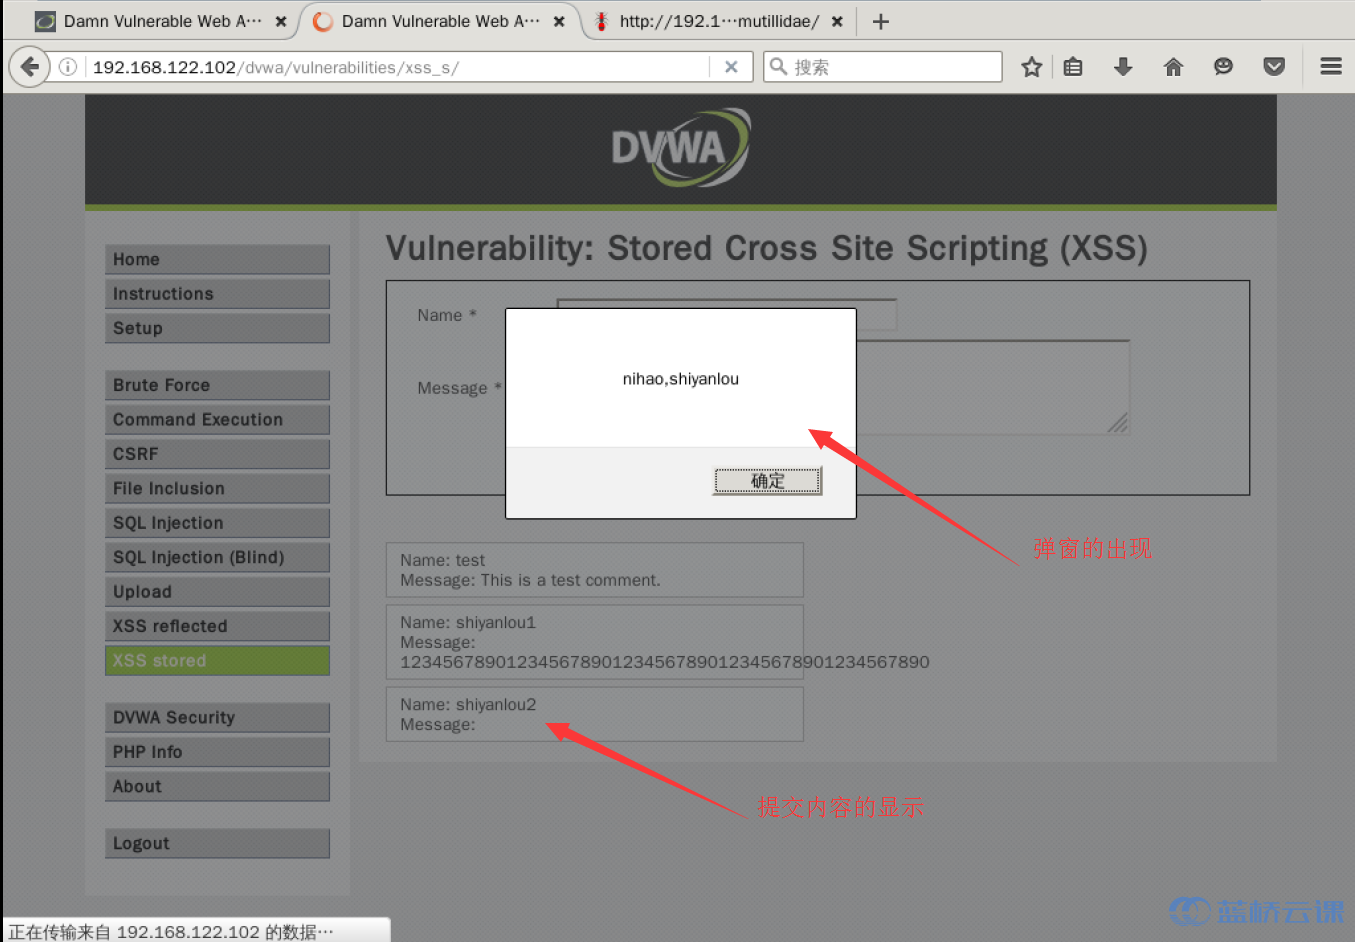 Damn Vulnerable Web A··· Damn Vulnerable Web A··· http://192.1···mutillidae/
192.168.122.102/dvwa/vulnerabilities/xss_s/ 搜索
DVWA
Home
Instructions
Setup
Brute Force
Command Execution
CSRF
File Inclusion
SQL Injection
SQL Injection (Blind)
Upload
XSS reflected
XSS stored
DVWA Security
PHP Info
About
Logout
Vulnerability: Stored Cross Site Scripting (XSS)
Name *
Message *
nihao,shiyanlou
确定
弹窗的出现
Name: test
Message: This is a test comment.
Name: shiyanlou1
Message:
12345678901234567890123456789012345678901234567890
Name: shiyanlou2
Message:
提交内容的显示
蓝桥云课
正在传输来自 192.168.122.102 的数据···